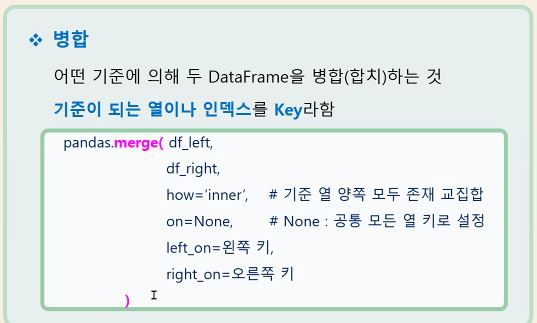 ❖ 병합
어떤 기준에 의해 두 DataFrame을 병합(합치)하는 것
기준이 되는 열이나 인덱스를 Key라함
pandas.merge( df_left,
df_right,
how=‘inner’, # 기준 열 양쪽 모두 존재 교집합
on=None, # None : 공통 모든 열 키로 설정
left_on=왼쪽 키,
right_on=오른쪽 키
)